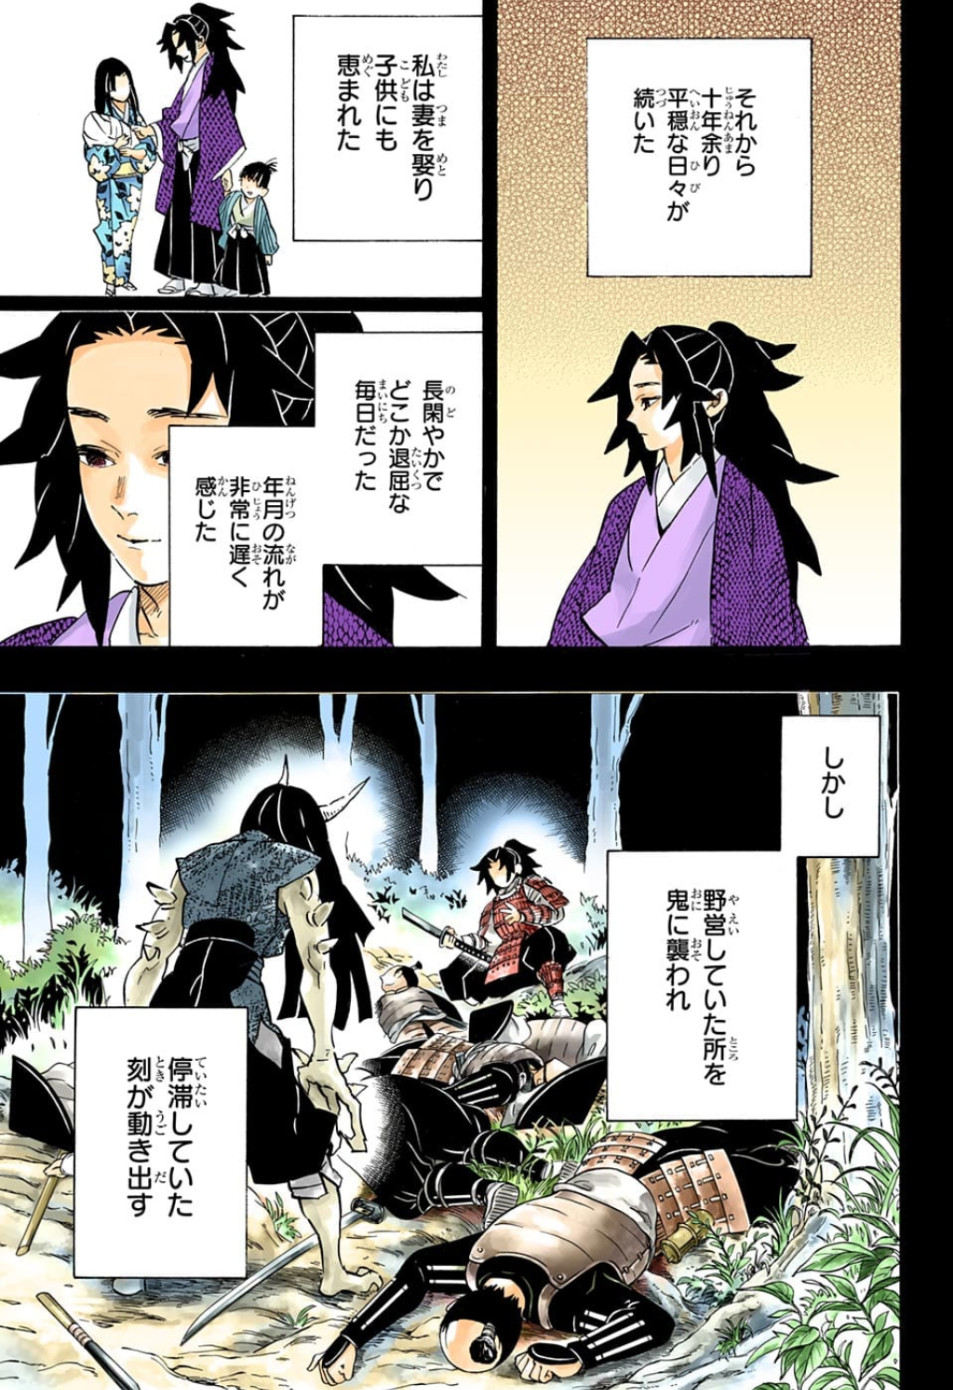 それから
十年余り
平穏な日々が
続いた
私は妻を娶り
子供にも
恵まれた
長閑やかで
どこか退屈な
毎日だった
年月の流れが
非常に遅く
感じた
しかし
野営していた所を
鬼に襲われ
停滞していた
刻が動き出す